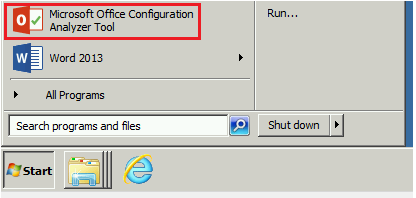 Microsoft Office Configuration
Analyzer Tool
Run...
Word 2013
All Programs
Search programs and files
Shut down
Start